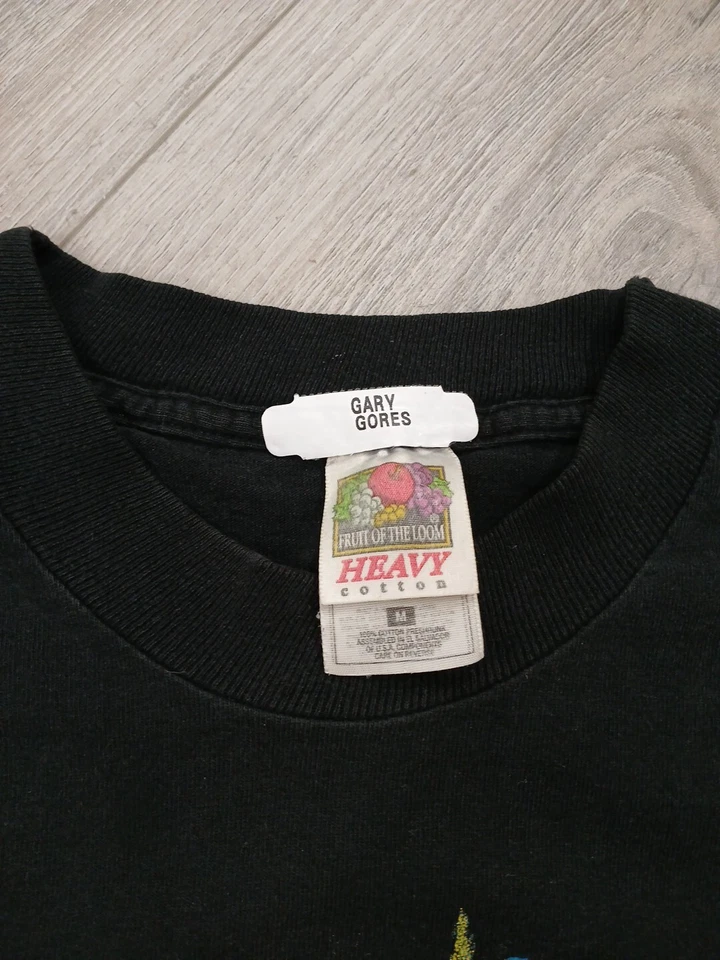 GARY
GORES
FRUIT OF THE LOOM
HEAVY
cotton
M
100% COTTON PRESHRUNK
ASSEMBLED IN EL SALVADOR
OF U.S.A. COMPONENTS
CARE ON REVERSE